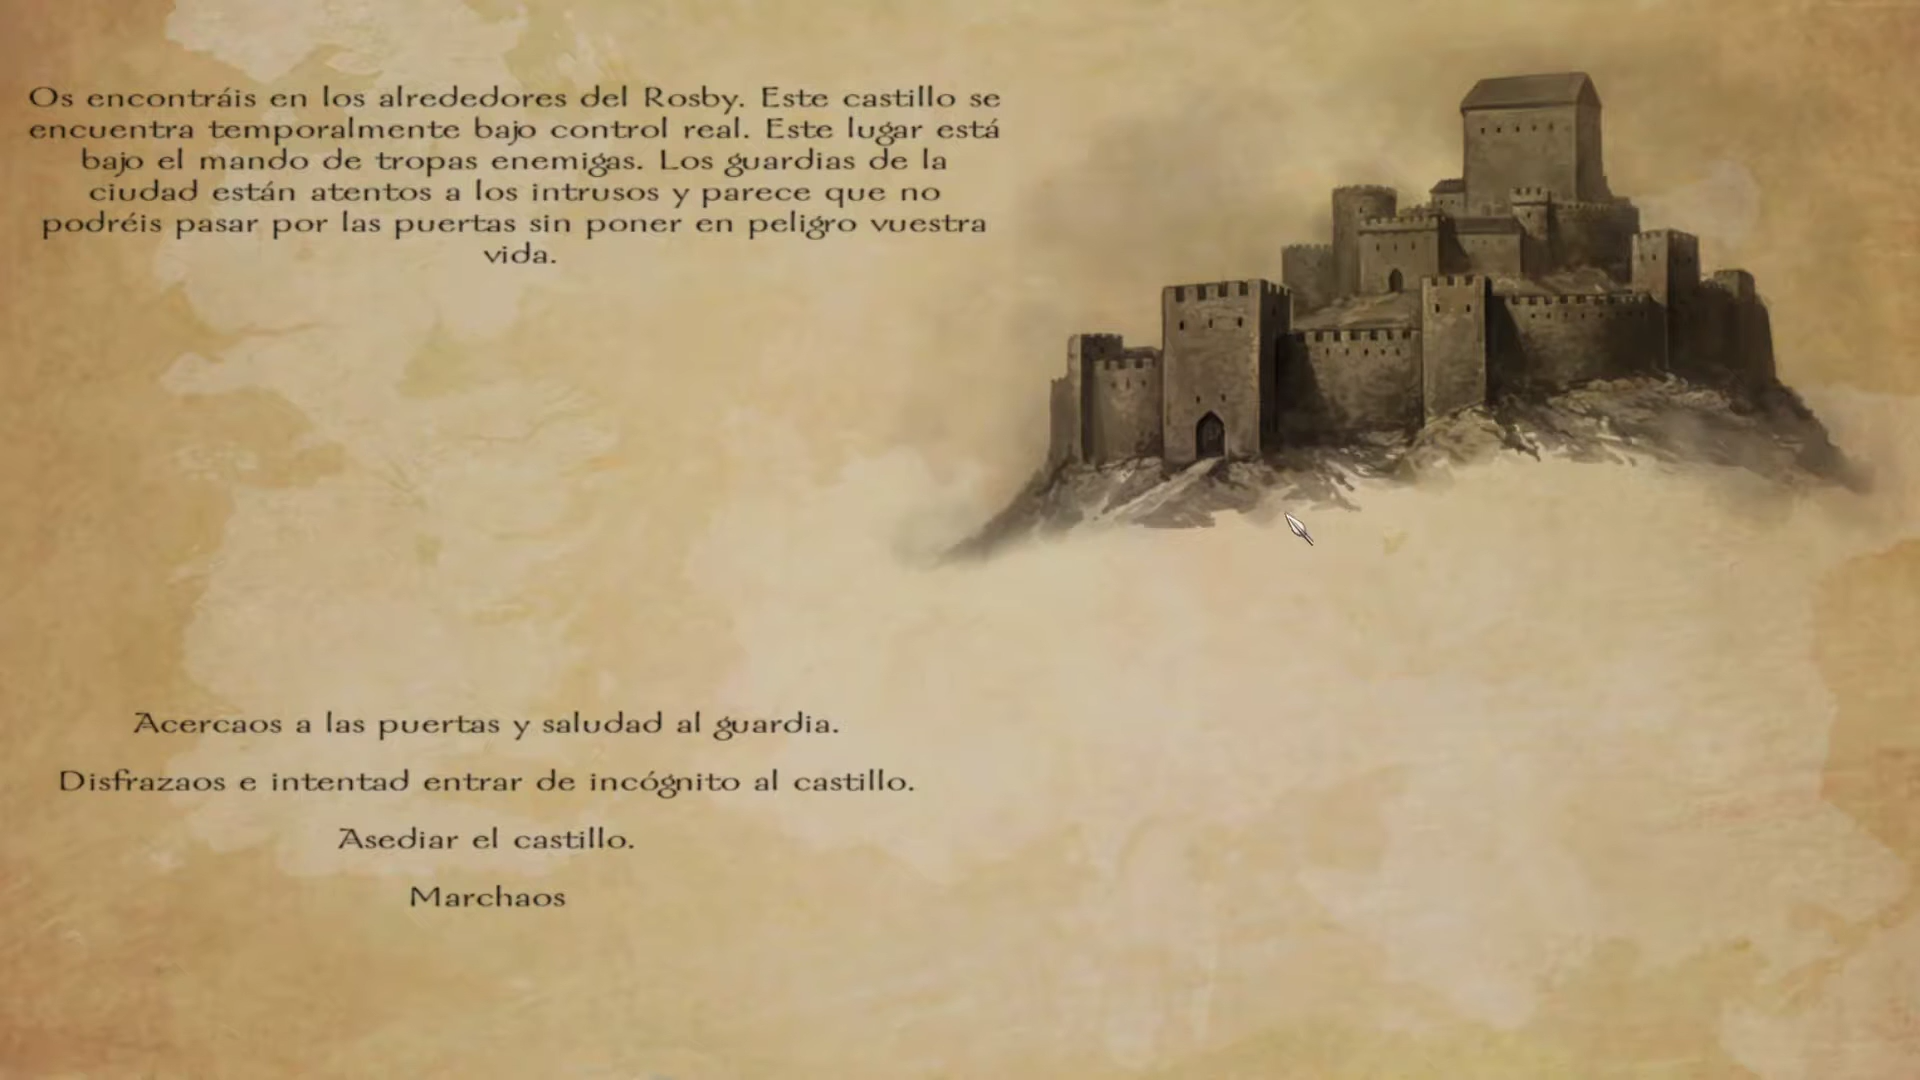 Os encontráis en los alrededores del Rosby. Este castillo se
encuentra temporalmente bajo control real. Este lugar está
bajo el mando de tropas enemigas. Los guardias de la
ciudad están atentos a los intrusos y parece que no
podréis pasar por las puertas sin poner en peligro vuestra
vida.
Acercaos a las puertas y saludad al guardia.
Disfrazaos e intentad entrar de incógnito al castillo.
Asediar el castillo.
Marchaos